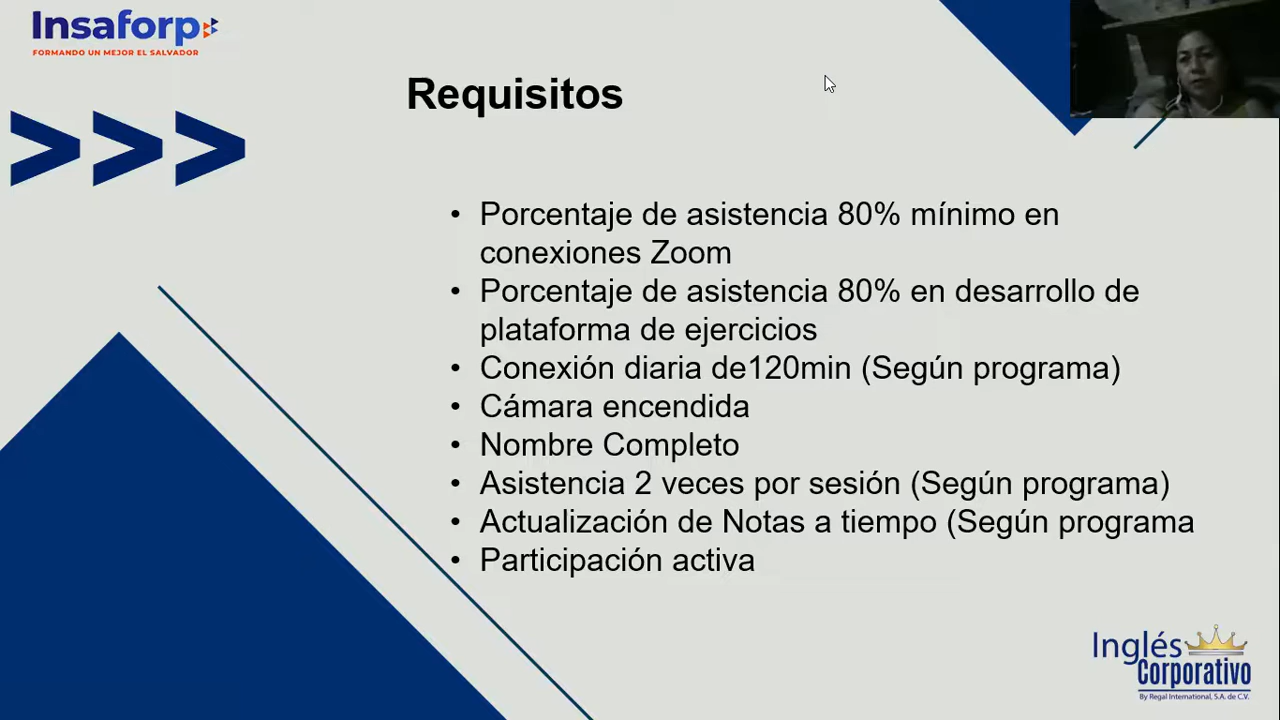 Insaforp
FORMANDO UN MEJOR EL SALVADOR
Requisitos
>>>
• Porcentaje de asistencia 80% mínimo en
conexiones Zoom
• Porcentaje de asistencia 80% en desarrollo de
plataforma de ejercicios
• Conexión diaria de120min (Según programa)
• Cámara encendida
• Nombre Completo
• Asistencia 2 veces por sesión (Según programa)
• Actualización de Notas a tiempo (Según programa
• Participación activa
Inglés
Corporativo
By Regal International, S.A. de C.V.